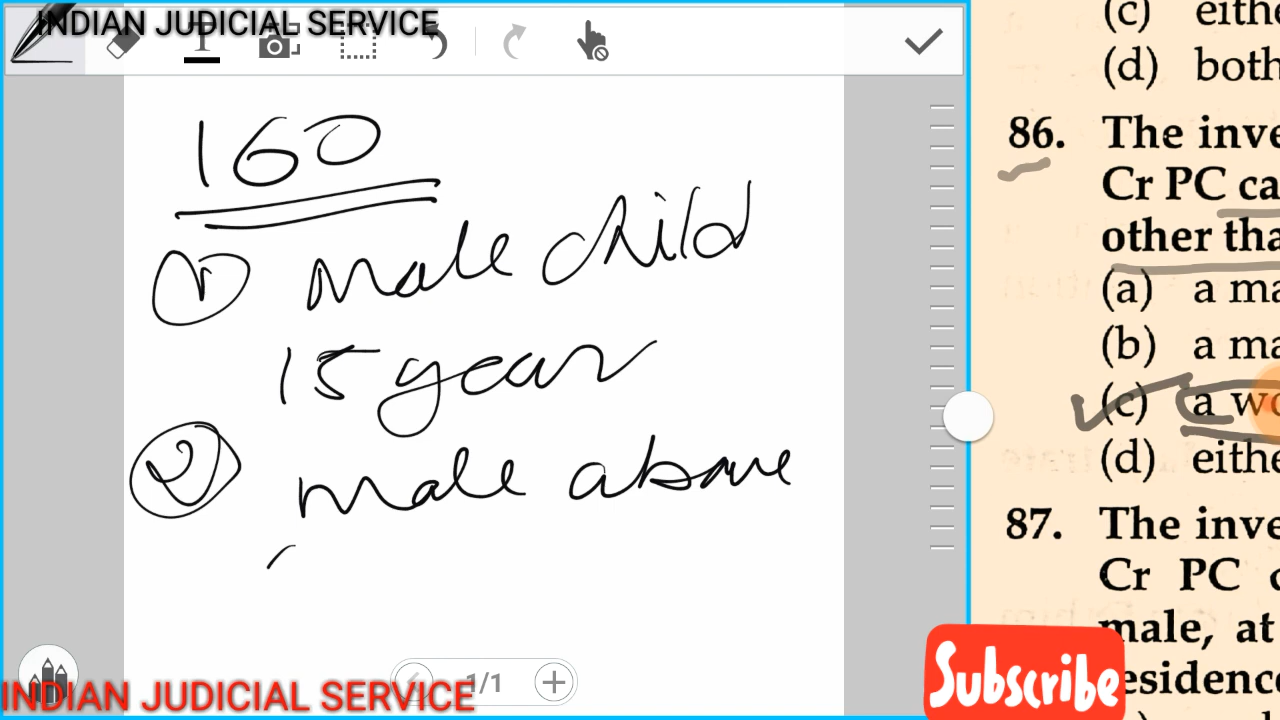 INDIAN JUDICIAL SERVICE
T
160
1 male child
15 year
2 male above
1/1
INDIAN JUDICIAL SERVICE
(c) eithe
(d) both
86. The inve
Cr PC ca
other tha
(a) a ma
(b) a ma
(c) a wo
(d) eithe
87. The inve
Cr PC c
male, at
esidence
Subscribe